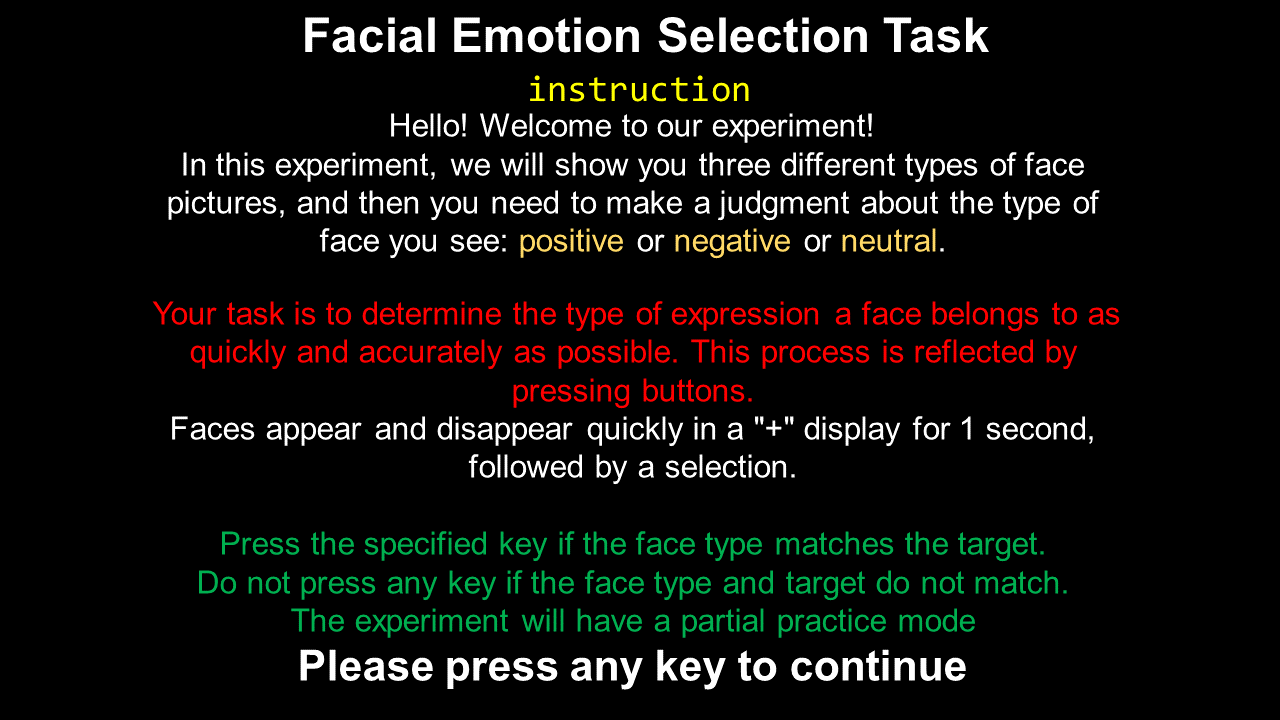 Facial Emotion Selection Task
instruction
Hello! Welcome to our experiment!
In this experiment, we will show you three different types of face
pictures, and then you need to make a judgment about the type of
face you see: positive or negative or neutral.
Your task is to determine the type of expression a face belongs to as
quickly and accurately as possible. This process is reflected by
pressing buttons.
Faces appear and disappear quickly in a "+" display for 1 second,
followed by a selection.
Press the specified key if the face type matches the target.
Do not press any key if the face type and target do not match.
The experiment will have a partial practice mode
Please press any key to continue